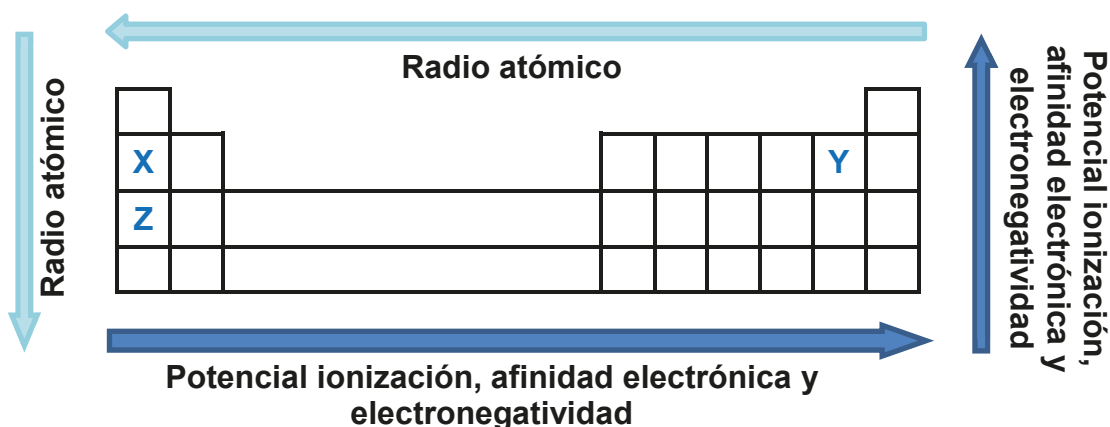 Radio atómico
Radio atómico
X
Y
Z
Potencial ionización, afinidad electrónica y
electronegatividad
Potencial ionización,
afinidad electrónica y
electronegatividad